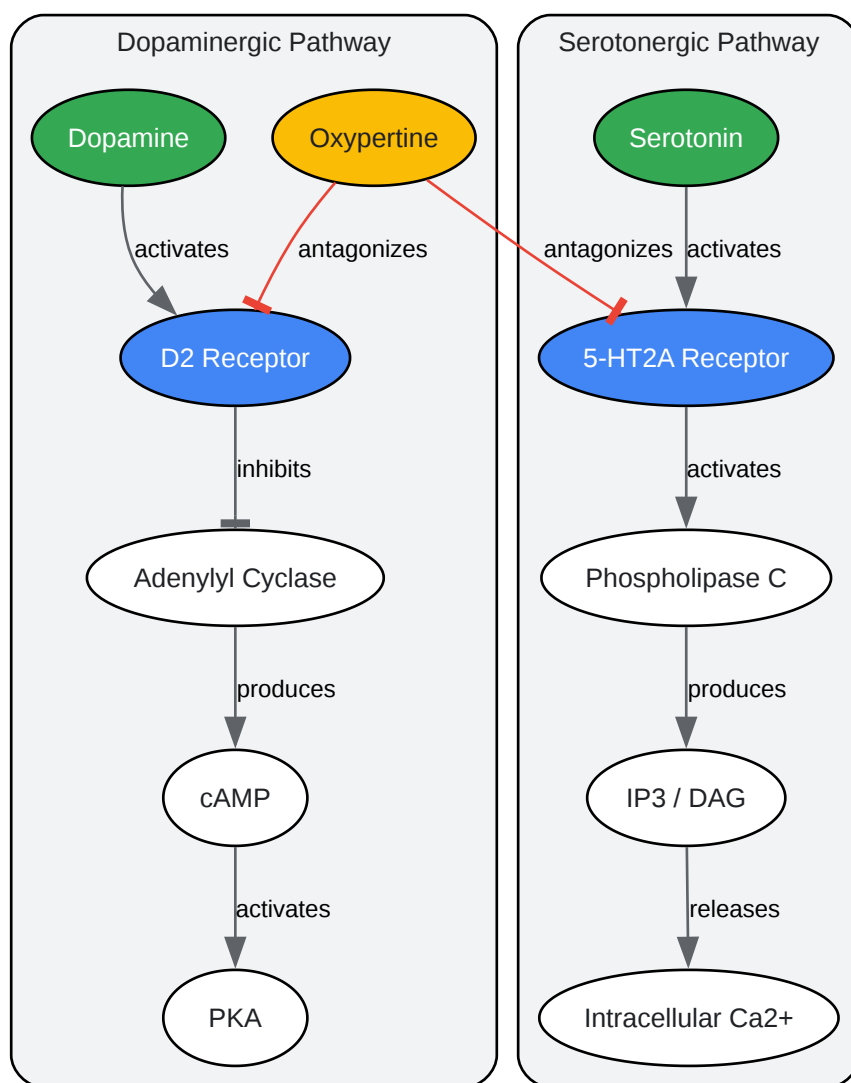 Dopaminergic Pathway
Serotonergic Pathway
Dopamine
Oxypertine
Serotonin
activates
antagonizes
antagonizes
activates
D2 Receptor
5-HT2A Receptor
inhibits
activates
Adenylyl Cyclase
Phospholipase C
produces
produces
cAMP
IP3 / DAG
activates
releases
PKA
Intracellular Ca2+